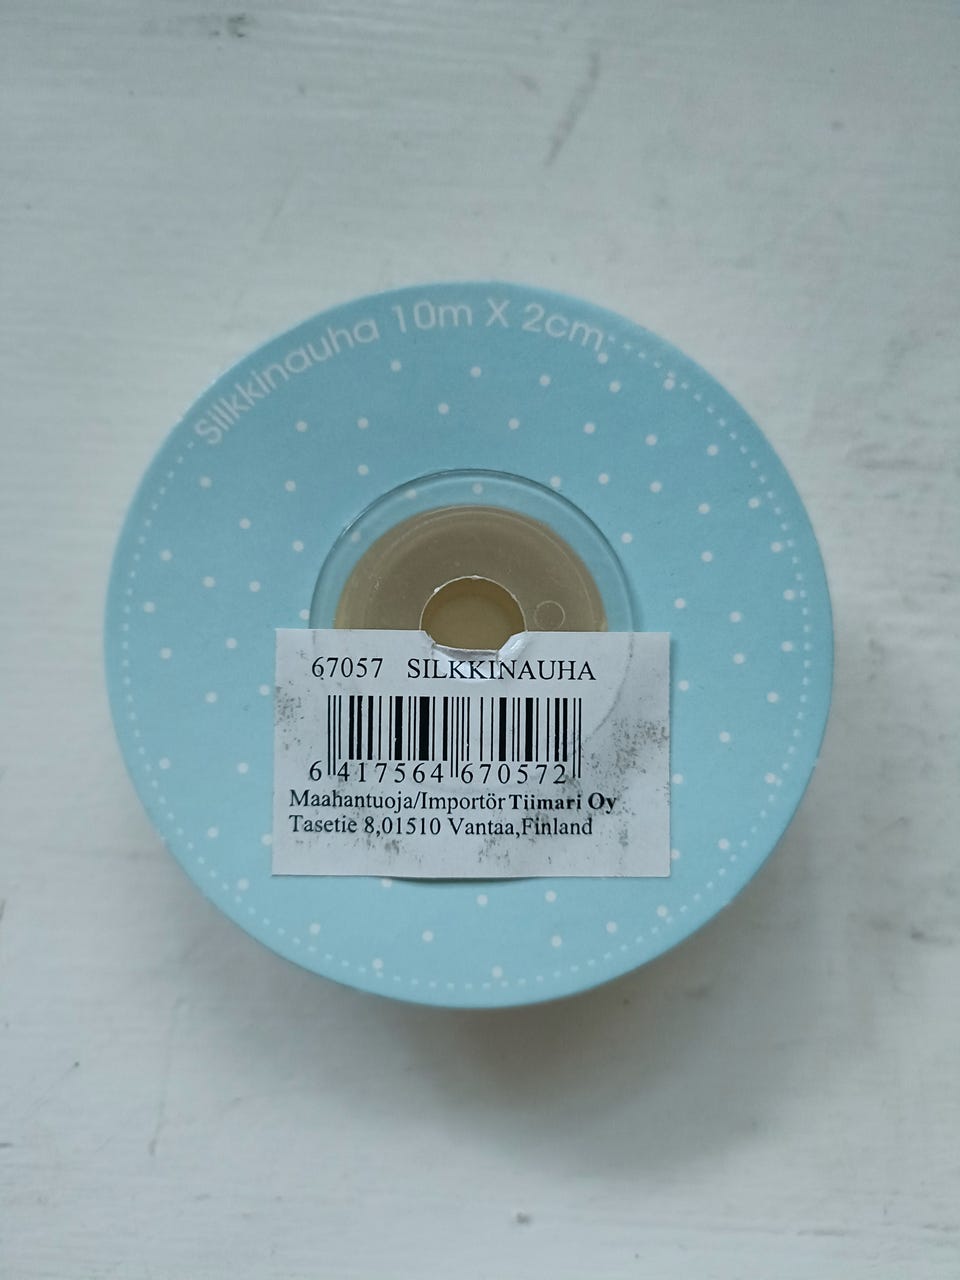 Silkkinauha 10m X 2cm
67057 SILKKINAUHA
6 417564 670572
Maahantuoja/Importör Tiimari Oy
Tasetie 8,01510 Vantaa,Finland